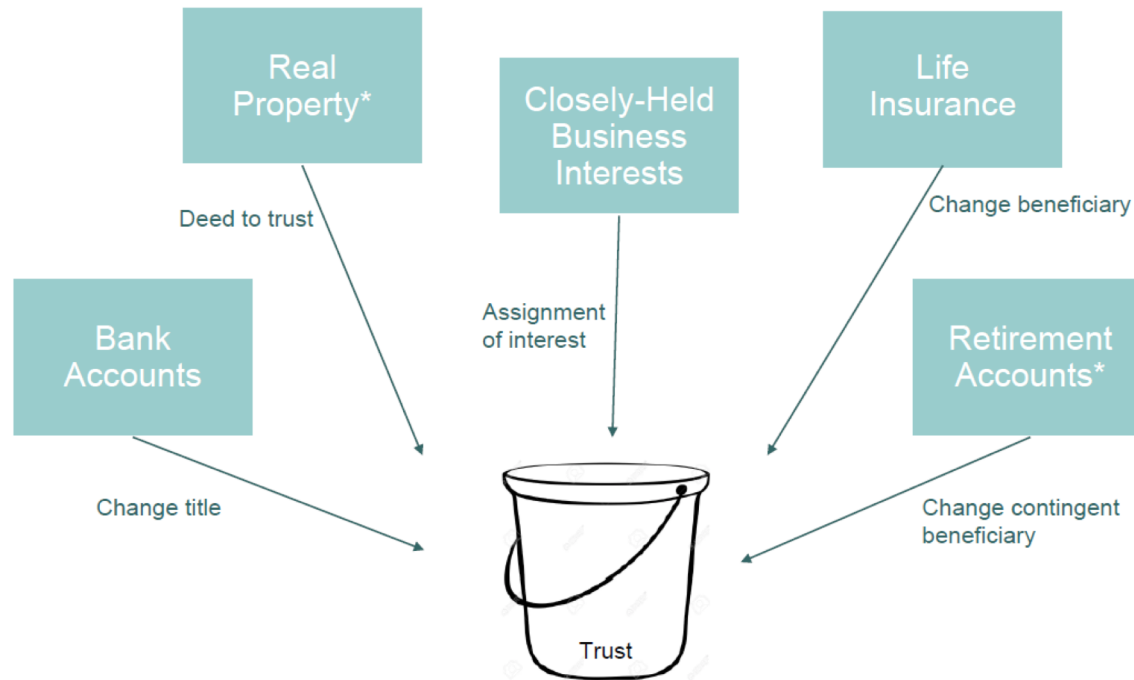 Real
Property*
Closely-Held
Business
Interests
Life
Insurance
Deed to trust
Change beneficiary
Bank
Accounts
Assignment
of interest
Retirement
Accounts*
Change title
Change contingent
beneficiary
Trust